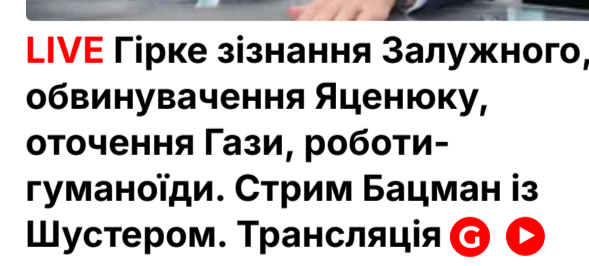 LIVE Гірке зізнання Залужного,
обвинувачення Яценюку,
оточення Гази, роботи-
гуманоїди. Стрим Бацман із
Шустером. Трансляція G